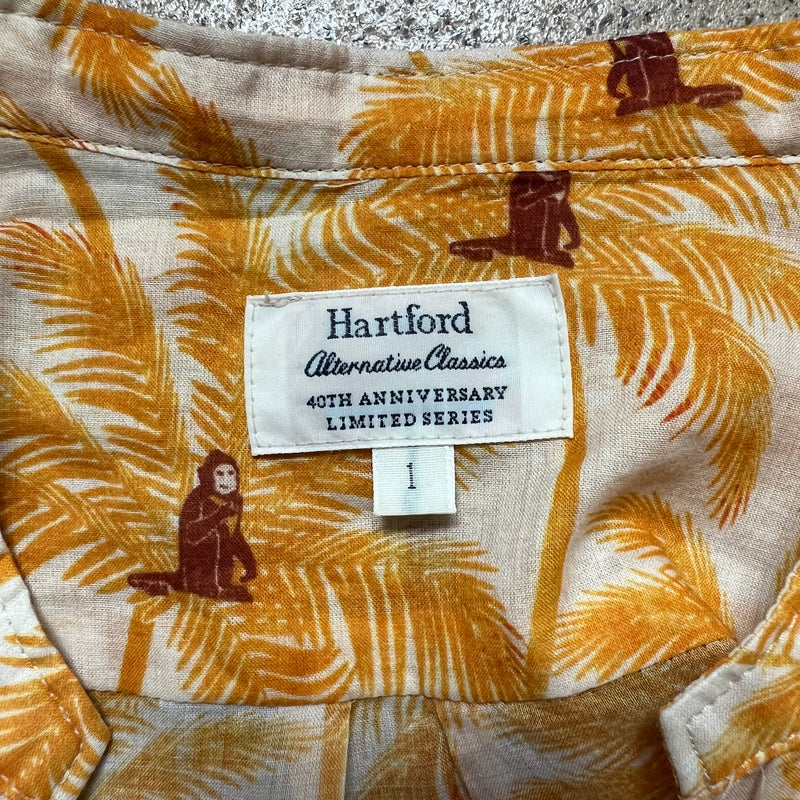 Hartford
Alternative Classics
40TH ANNIVERSARY
LIMITED SERIES
1